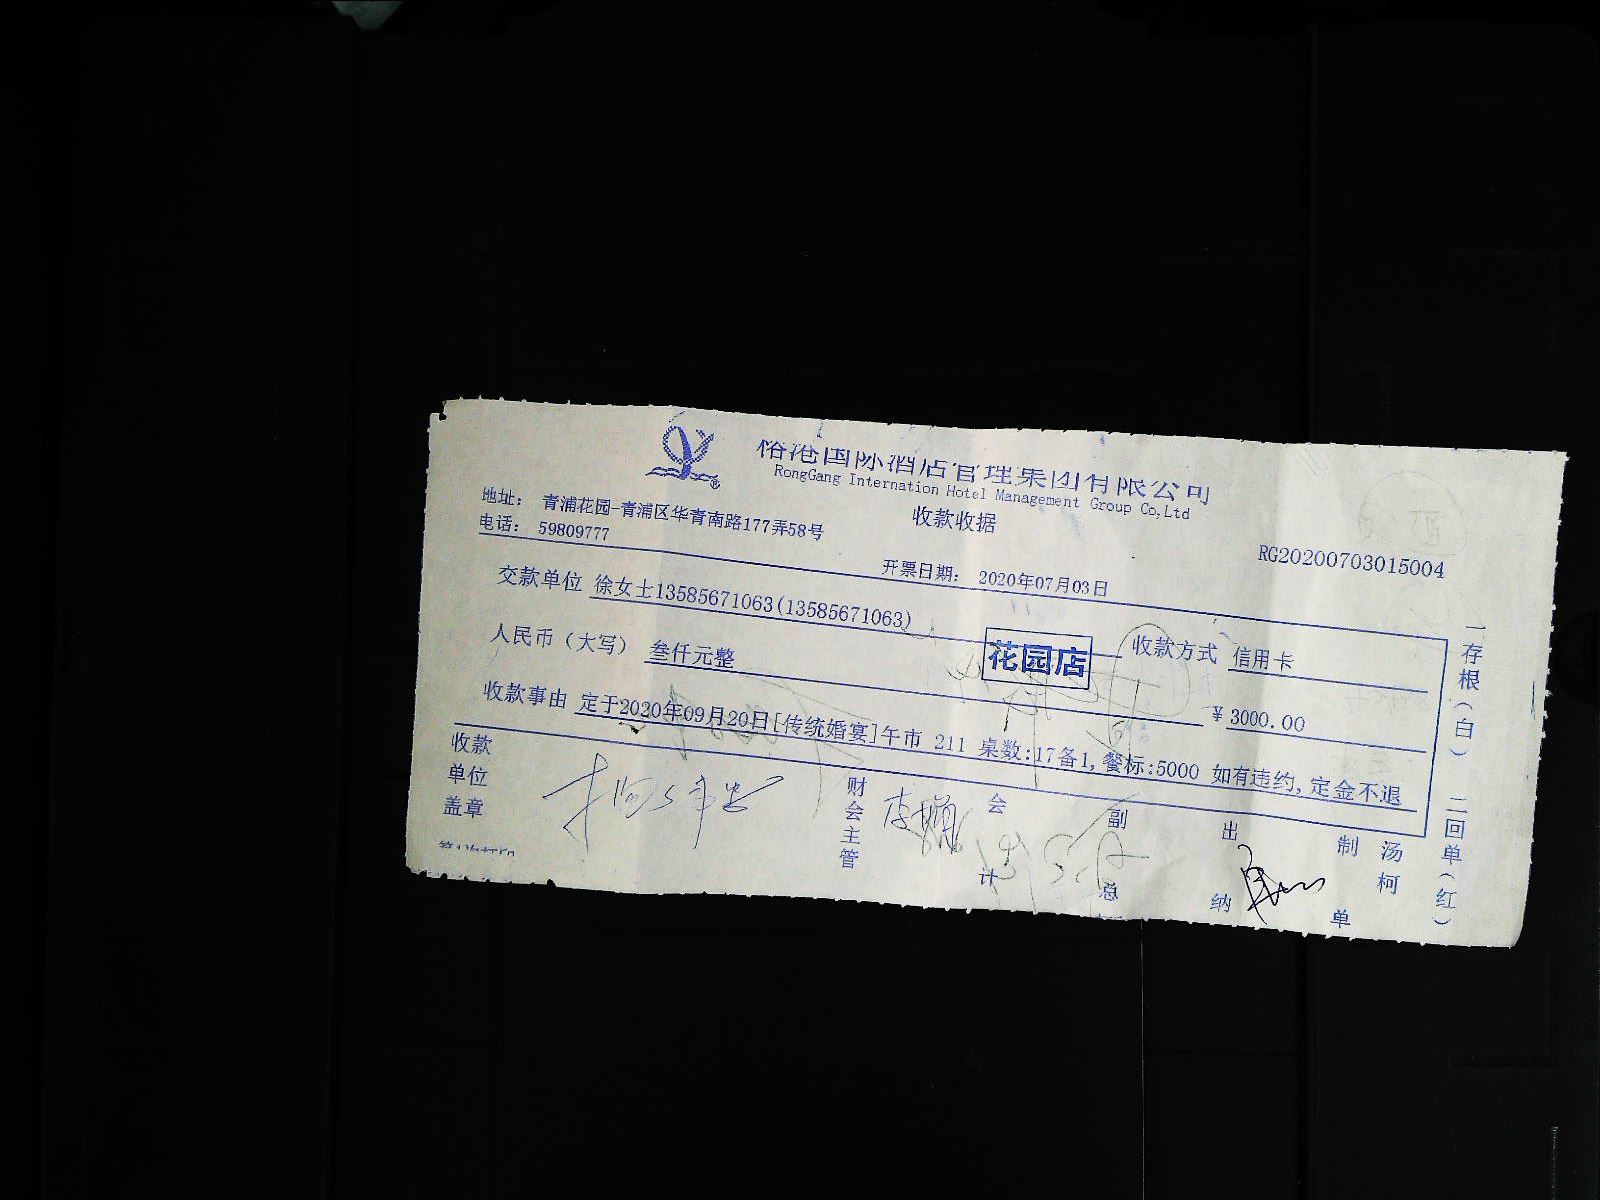 裕港国际酒店管理集团有限公司
RongGang Internation Hotel Management Group Co,Ltd
收款收据
地址： 青浦花园-青浦区华青南路177弄58号
电话： 59809777
开票日期： 2020年07月03日
RG20200703015004
交款单位 徐女士13585671063(13585671063)
收款方式 信用卡
花园店
人民币（大写） 叁仟元整
¥ 3000.00
收款事由 定于2020年09月20日[传统婚宴]午市 211 桌数:17备1,餐标:5000 如有违约,定金不退
收款单位盖章
财会主管
会计
副总
出纳
制单
汤柯
一存根（白） 二回单（红）